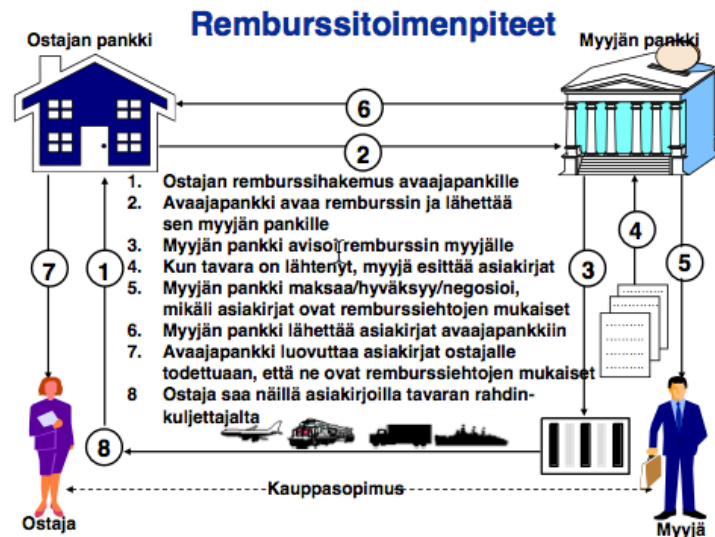 Remburssitoimenpiteet
Ostajan pankki
Myyjän pankki
6
2
1. Ostajan remburssihakemus avaajapankille
2. Avaajapankki avaa remburssin ja lähettää
sen myyjän pankille
3. Myyjän pankki avisoi remburssin myyjälle
4. Kun tavara on lähtenyt, myyjä esittää asiakirjat
5. Myyjän pankki maksaa/hyväksyy/negosioi,
mikäli asiakirjat ovat remburssiehtojen mukaiset
6. Myyjän pankki lähettää asiakirjat avaajapankkiin
7. Avaajapankki luovuttaa asiakirjat ostajalle
todettuaan, että ne ovat remburssiehtojen mukaiset
8 Ostaja saa näillä asiakirjoilla tavaran rahdin-
kuljettajalta
7
1
3
4
5
8
Kauppasopimus
Ostaja
Myyjä